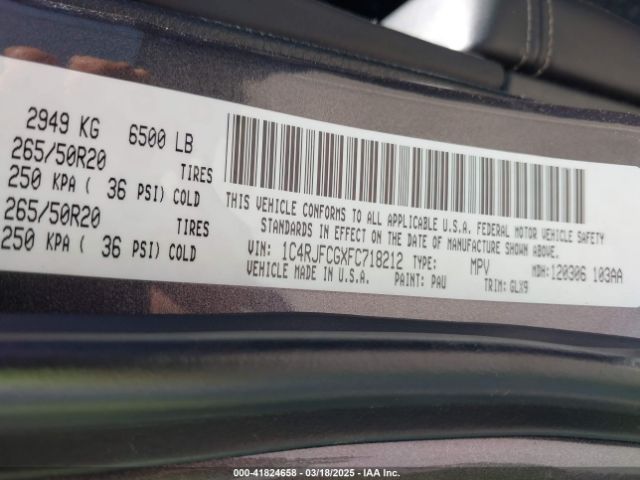 2949 KG 6500 LB
265/50R20 TIRES
250 KPA ( 36 PSI) COLD
265/50R20 TIRES
250 KPA ( 36 PSI) COLD
THIS VEHICLE CONFORMS TO ALL APPLICABLE U.S.A. FEDERAL MOTOR VEHICLE SAFETY
STANDARDS IN EFFECT ON THE DATE OF MANUFACTURE SHOWN ABOVE.
VIN: 1C4RJFCGXFC718212 TYPE: MPV MDH:120306 103AA
VEHICLE MADE IN U.S.A. PAINT: PAU TRIM: GLX9
© 41824658 — 03/18/2025 — IAA Inc.